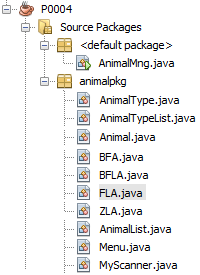 P0004
Source Packages
<default package>
AnimalMng.java
animalpkg
AnimalType.java
AnimalTypeList.java
Animal.java
BFA.java
BFLA.java
FLA.java
ZLA.java
AnimalList.java
Menu.java
MyScanner.java